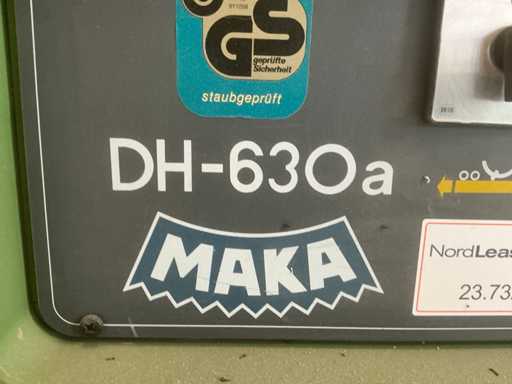 GS
geprüfte
Sicherheit
staubgeprüft
DH-630a
MAKA
NordLeas
23.73